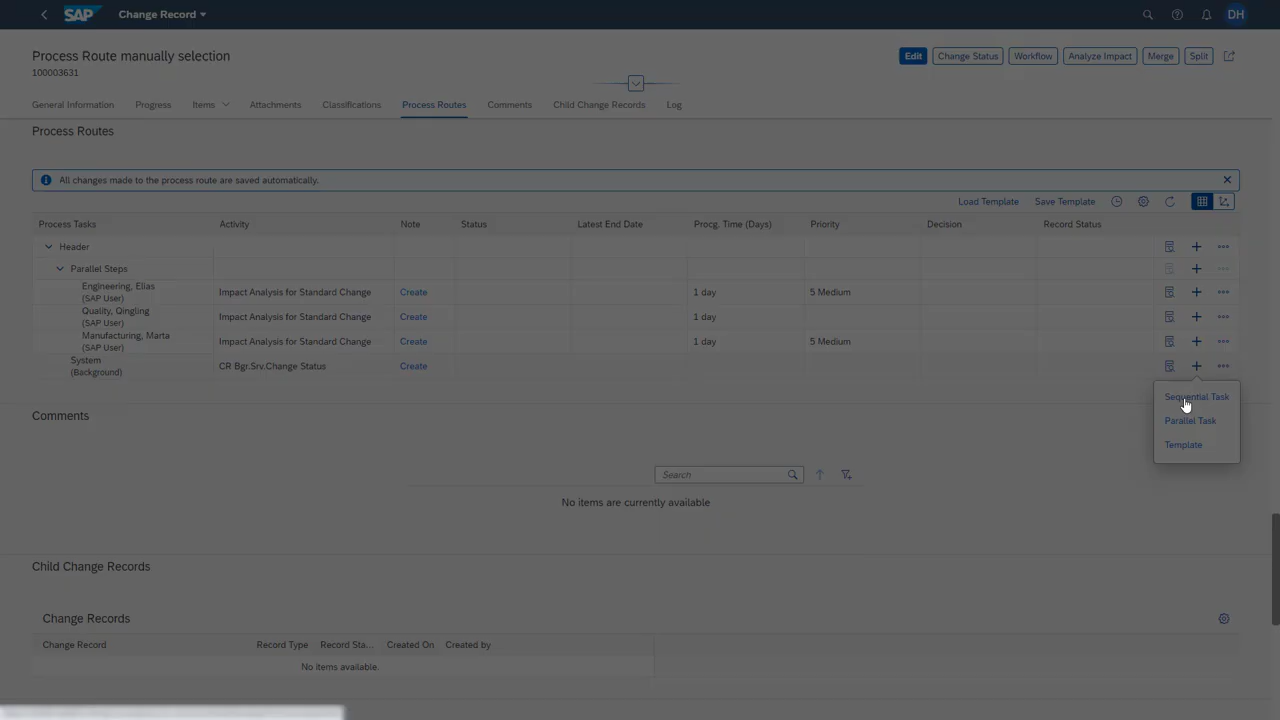 SAP Change Record DH
Process Route manually selection
100003631
Edit Change Status Workflow Analyze Impact Merge Split
General Information Progress Items Attachments Classifications Process Routes Comments Child Change Records Log
Process Routes
All changes made to the process route are saved automatically.
Load Template Save Template
Process Tasks Activity Note Status Latest End Date Procg. Time (Days) Priority Decision Record Status
Header
Parallel Steps
Engineering, Elias
(SAP User) Impact Analysis for Standard Change Create 1 day 5 Medium
Quality, Qingling
(SAP User) Impact Analysis for Standard Change Create 1 day
Manufacturing, Marta
(SAP User) Impact Analysis for Standard Change Create 1 day 5 Medium
System
(Background) CR Bgr.Srv.Change Status Create
Sequential Task
Parallel Task
Template
Comments
Search
No items are currently available
Child Change Records
Change Records
Change Record Record Type Record Sta... Created On Created by
No items available.